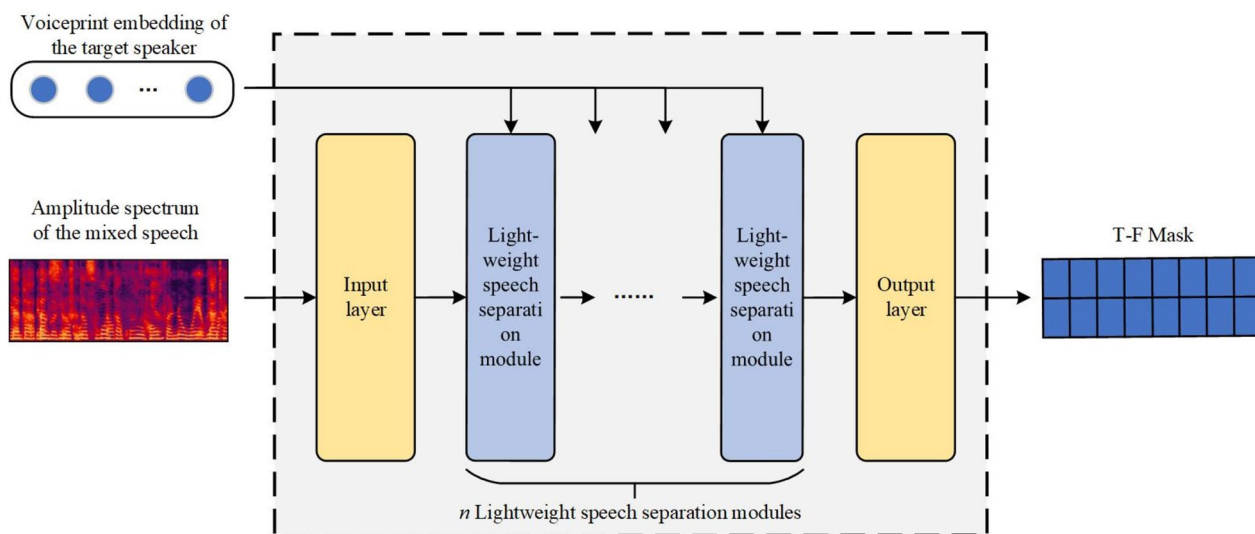 Voiceprint embedding of
the target speaker
...
Amplitude spectrum
of the mixed speech
Input
layer
Light-
weight
speech
separati
on
module
......
Light-
weight
speech
separati
on
module
Output
layer
T-F Mask
n Lightweight speech separation modules